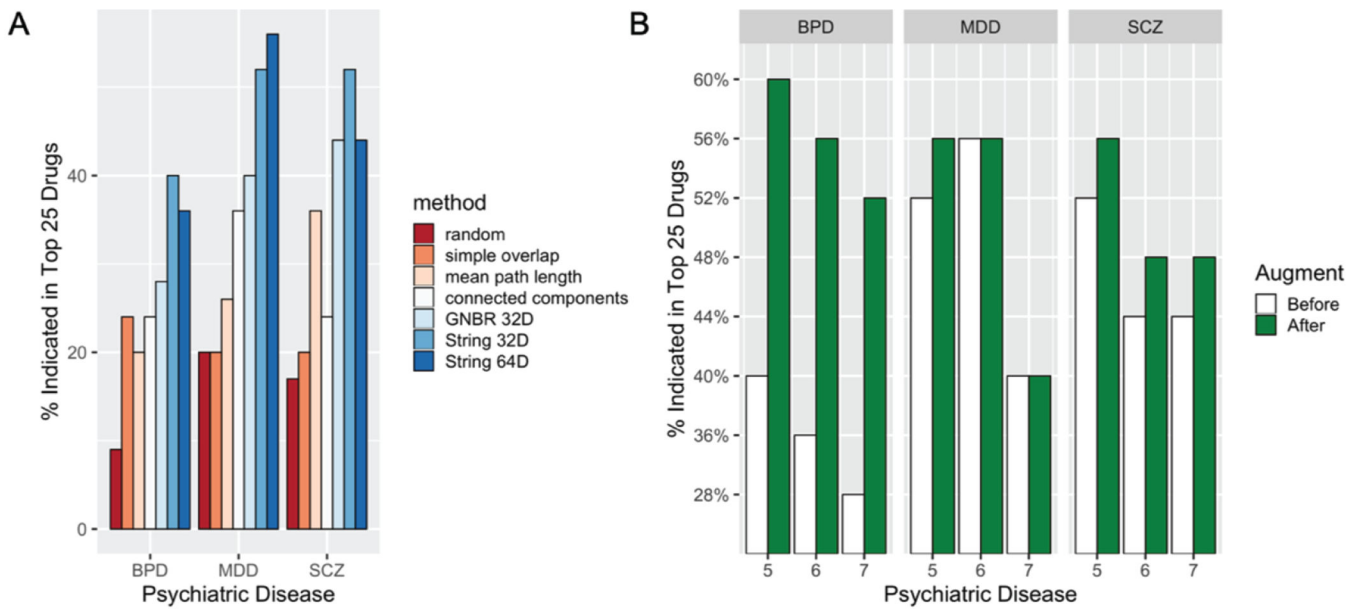 A
% Indicated in Top 25 Drugs
40
20
0
BPD
MDD
SCZ
Psychiatric Disease
method
random
simple overlap
mean path length
connected components
GNBR 32D
String 32D
String 64D
B
BPD
MDD
SCZ
% Indicated in Top 25 Drugs
60%
56%
52%
48%
44%
40%
36%
28%
5 6 7
5 6 7
5 6 7
Psychiatric Disease
Augment
Before
After